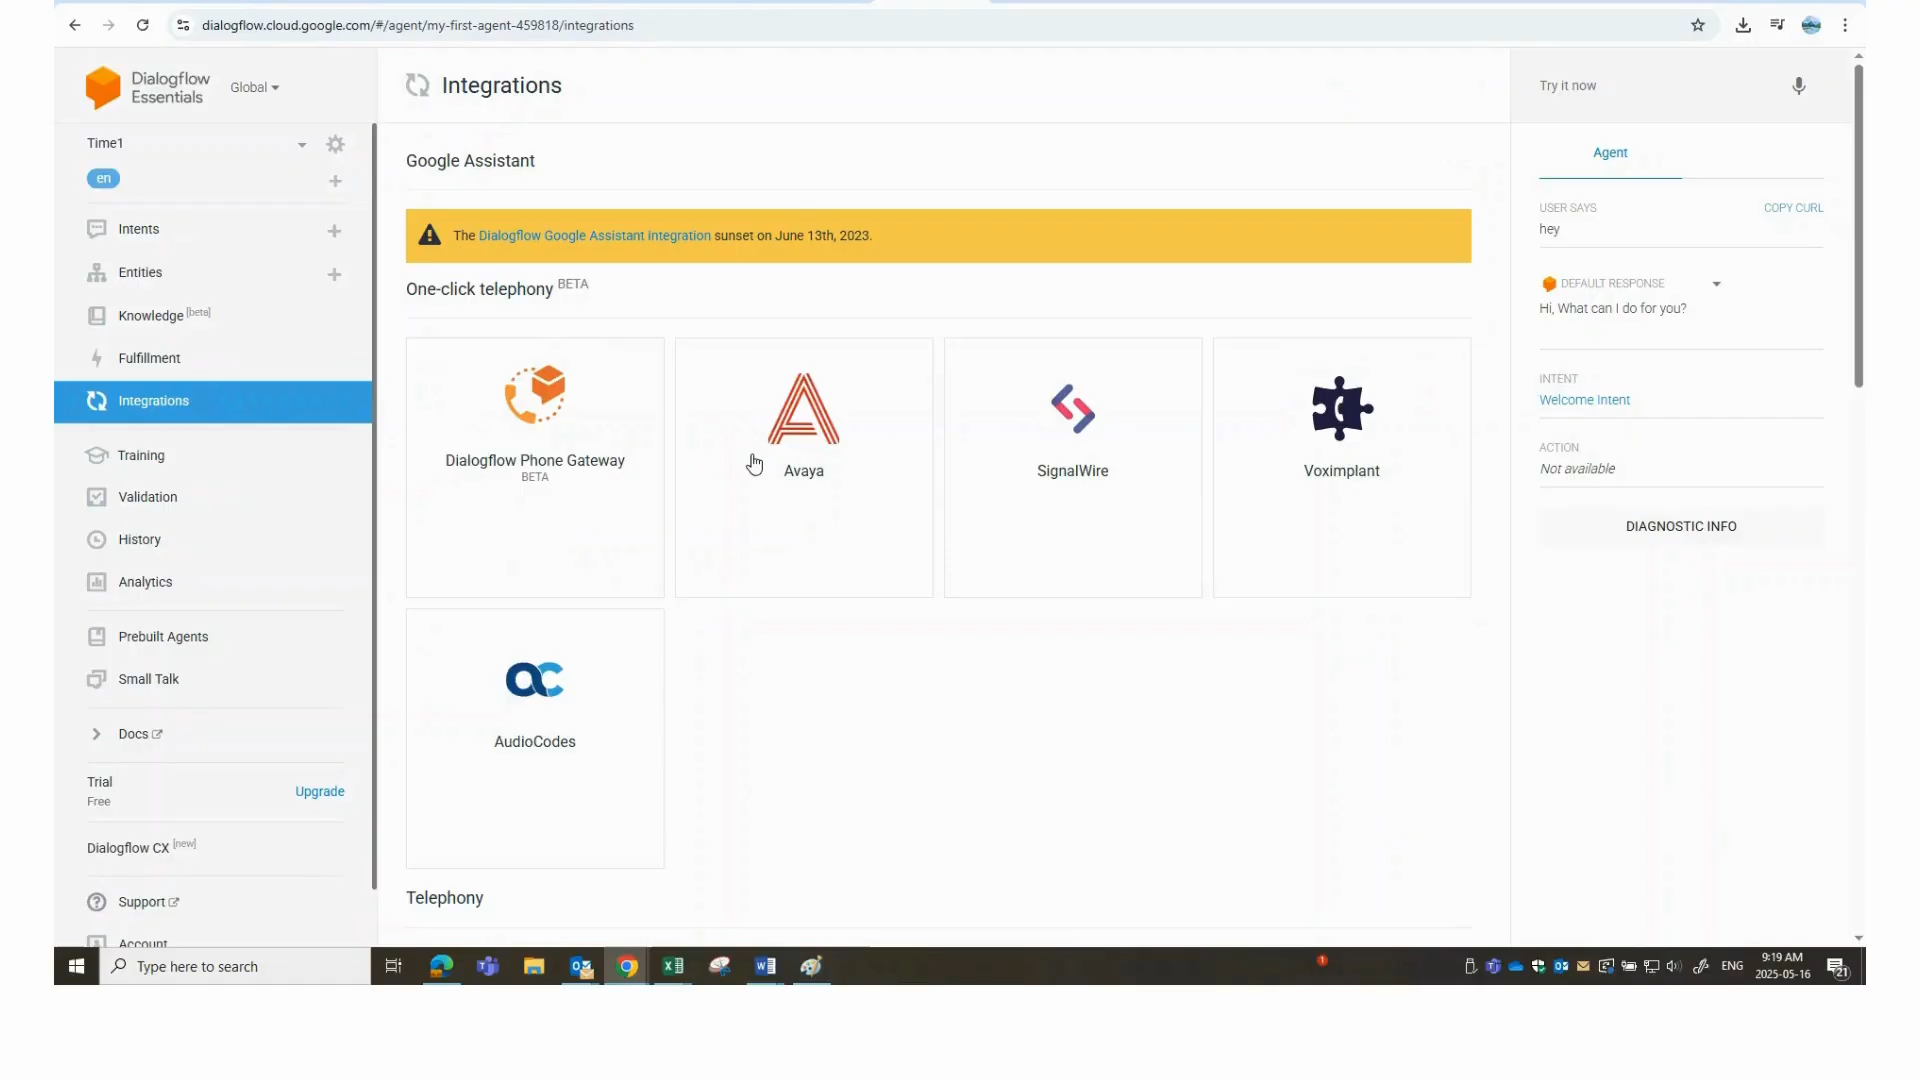 dialogflow.cloud.google.com/#/agent/my-first-agent-459818/integrations
Dialogflow
Essentials
Global
Time1
en
Intents
Entities
Knowledge [beta]
Fulfillment
Integrations
Training
Validation
History
Analytics
Prebuilt Agents
Small Talk
Docs
Trial
Free
Upgrade
Dialogflow CX [new]
Support
Account
Integrations
Google Assistant
The Dialogflow Google Assistant integration sunset on June 13th, 2023.
One-click telephony BETA
Dialogflow Phone Gateway
BETA
Avaya
SignalWire
Voximplant
AudioCodes
Telephony
Try it now
Agent
USER SAYS
COPY CURL
hey
DEFAULT RESPONSE
Hi, What can I do for you?
INTENT
Welcome Intent
ACTION
Not available
DIAGNOSTIC INFO
Type here to search
1
ENG
9:19 AM
2025-05-16
21